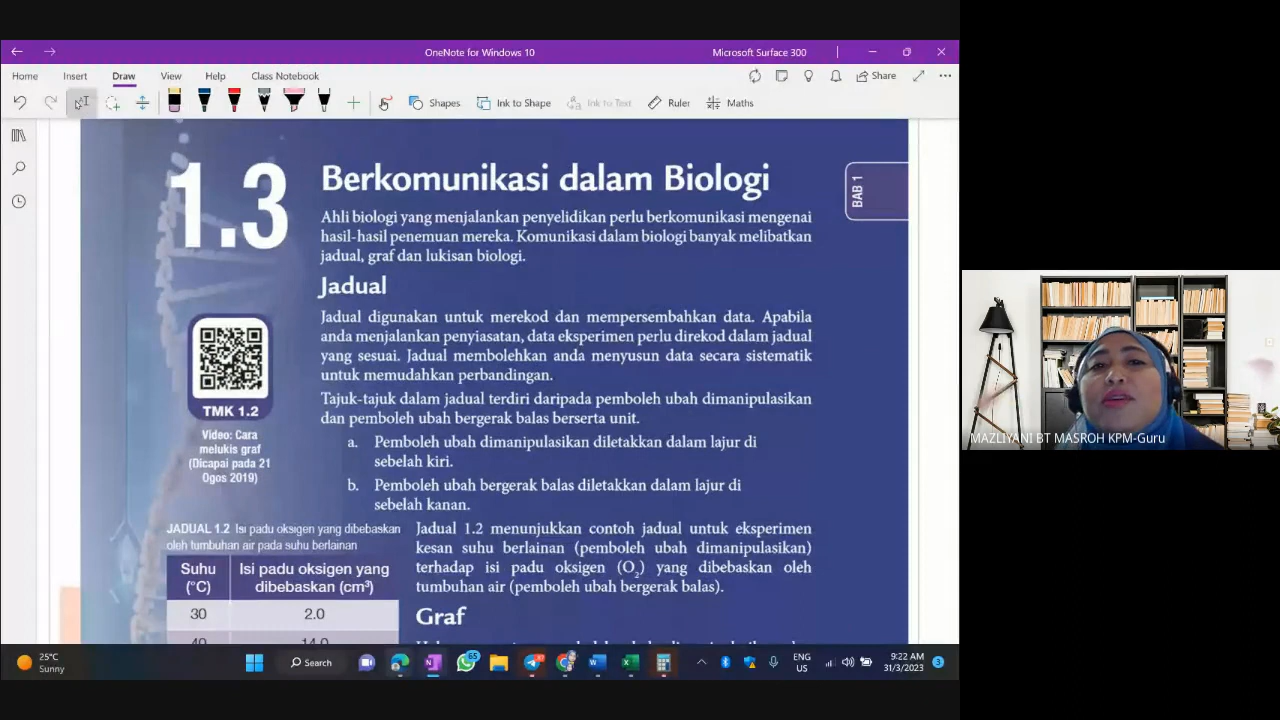 OneNote for Windows 10
Microsoft Surface 300
Home Insert Draw View Help Class Notebook
Share
Shapes Ink to Shape Ink to Text Ruler Maths
1.3
Berkomunikasi dalam Biologi
BAB 1
Ahli biologi yang menjalankan penyelidikan perlu berkomunikasi mengenai
hasil-hasil penemuan mereka. Komunikasi dalam biologi banyak melibatkan
jadual, graf dan lukisan biologi.
Jadual
Jadual digunakan untuk merekod dan mempersembahkan data. Apabila
anda menjalankan penyiasatan, data eksperimen perlu direkod dalam jadual
yang sesuai. Jadual membolehkan anda menyusun data secara sistematik
untuk memudahkan perbandingan.
Tajuk-tajuk dalam jadual terdiri daripada pemboleh ubah dimanipulasikan
dan pemboleh ubah bergerak balas berserta unit.
a. Pemboleh ubah dimanipulasikan diletakkan dalam lajur di
sebelah kiri.
b. Pemboleh ubah bergerak balas diletakkan dalam lajur di
sebelah kanan.
TMK 1.2
Video: Cara
melukis graf
(Dicapai pada 21
Ogos 2019)
JADUAL 1.2 Isi padu oksigen yang dibebaskan
oleh tumbuhan air pada suhu berlainan
Suhu
(°C)
Isi padu oksigen yang
dibebaskan (cm³)
30 2.0
40 14.0
Jadual 1.2 menunjukkan contoh jadual untuk eksperimen
kesan suhu berlainan (pemboleh ubah dimanipulasikan)
terhadap isi padu oksigen (O₂) yang dibebaskan oleh
tumbuhan air (pemboleh ubah bergerak balas).
Graf
MAZLIYANI BT MASROH KPM-Guru
25°C
Sunny
Search
65
ENG
US
9:22 AM
31/3/2023
3